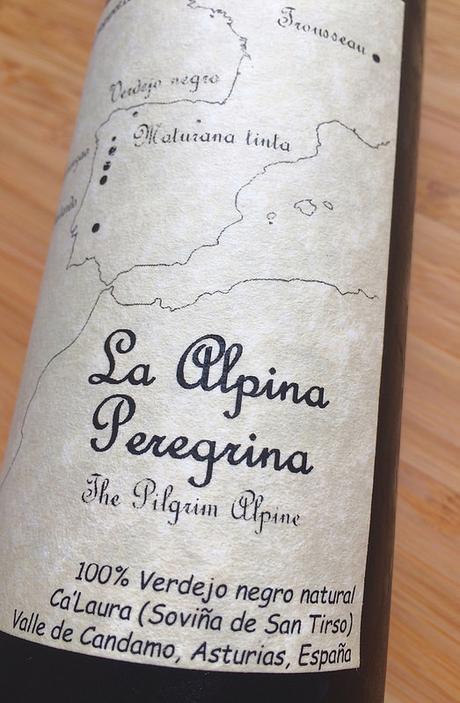 Trousseau
Verdejo negro
Maturana tinta
La Alpina
Peregrina
The Pilgrim Alpine
100% Verdejo negro natural
Ca'Laura (Soviña de San Tirso)
Valle de Candamo, Asturias, España